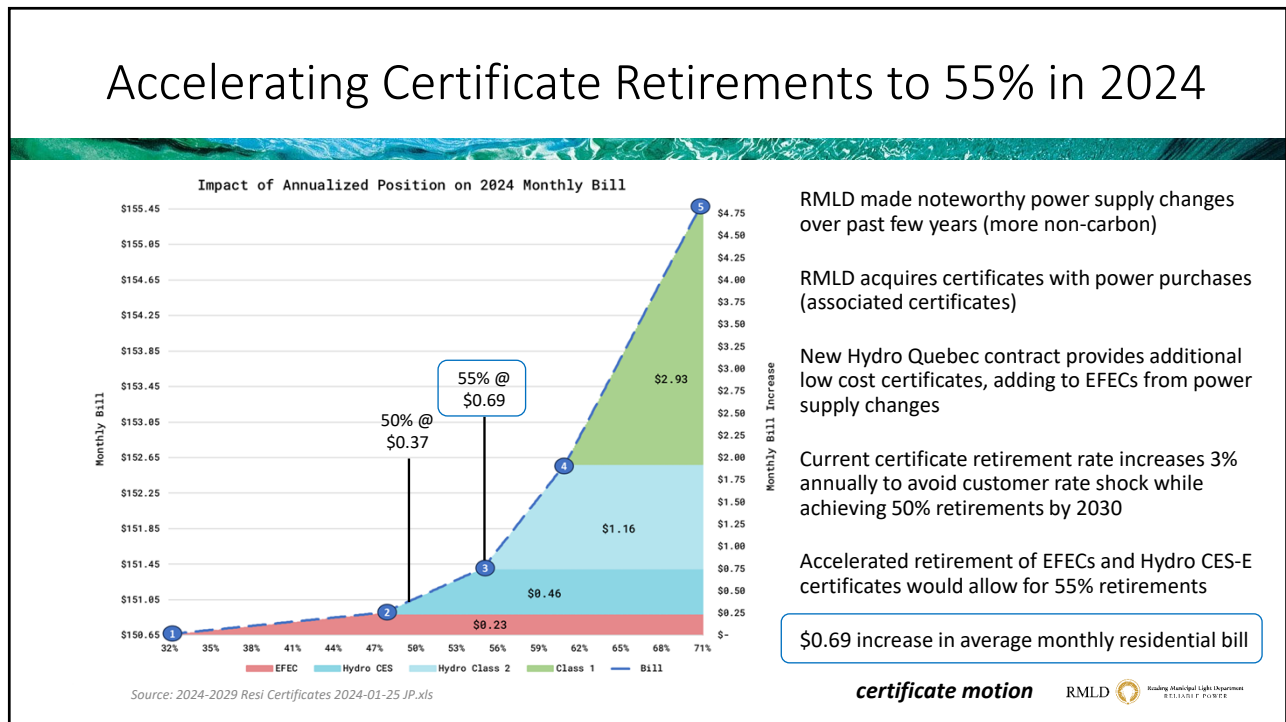 Accelerating Certificate Retirements to 55% in 2024
Impact of Annualized Position on 2024 Monthly Bill
$155.45
$155.05
$154.65
$154.25
$153.85
$153.45
$153.05
$152.65
$152.25
$151.85
$151.45
$151.05
$150.65
Monthly Bill
$4.75
$4.50
$4.25
$4.00
$3.75
$3.50
$3.25
$3.00
$2.75
$2.50
$2.25
$2.00
$1.75
$1.50
$1.25
$1.00
$0.75
$0.50
$0.25
$-
Monthly Bill Increase
1
2
3
4
5
50% @
$0.37
55% @
$0.69
$2.93
$1.16
$0.46
$0.23
32% 35% 38% 41% 44% 47% 50% 53% 56% 59% 62% 65% 68% 71%
EFEC Hydro CES Hydro Class 2 Class 1 Bill
Source: 2024-2029 Resi Certificates 2024-01-25 JP.xls
RMLD made noteworthy power supply changes
over past few years (more non-carbon)
RMLD acquires certificates with power purchases
(associated certificates)
New Hydro Quebec contract provides additional
low cost certificates, adding to EFECs from power
supply changes
Current certificate retirement rate increases 3%
annually to avoid customer rate shock while
achieving 50% retirements by 2030
Accelerated retirement of EFECs and Hydro CES-E
certificates would allow for 55% retirements
$0.69 increase in average monthly residential bill
certificate motion
RMLD
Reading Municipal Light Department
RELIABLE POWER